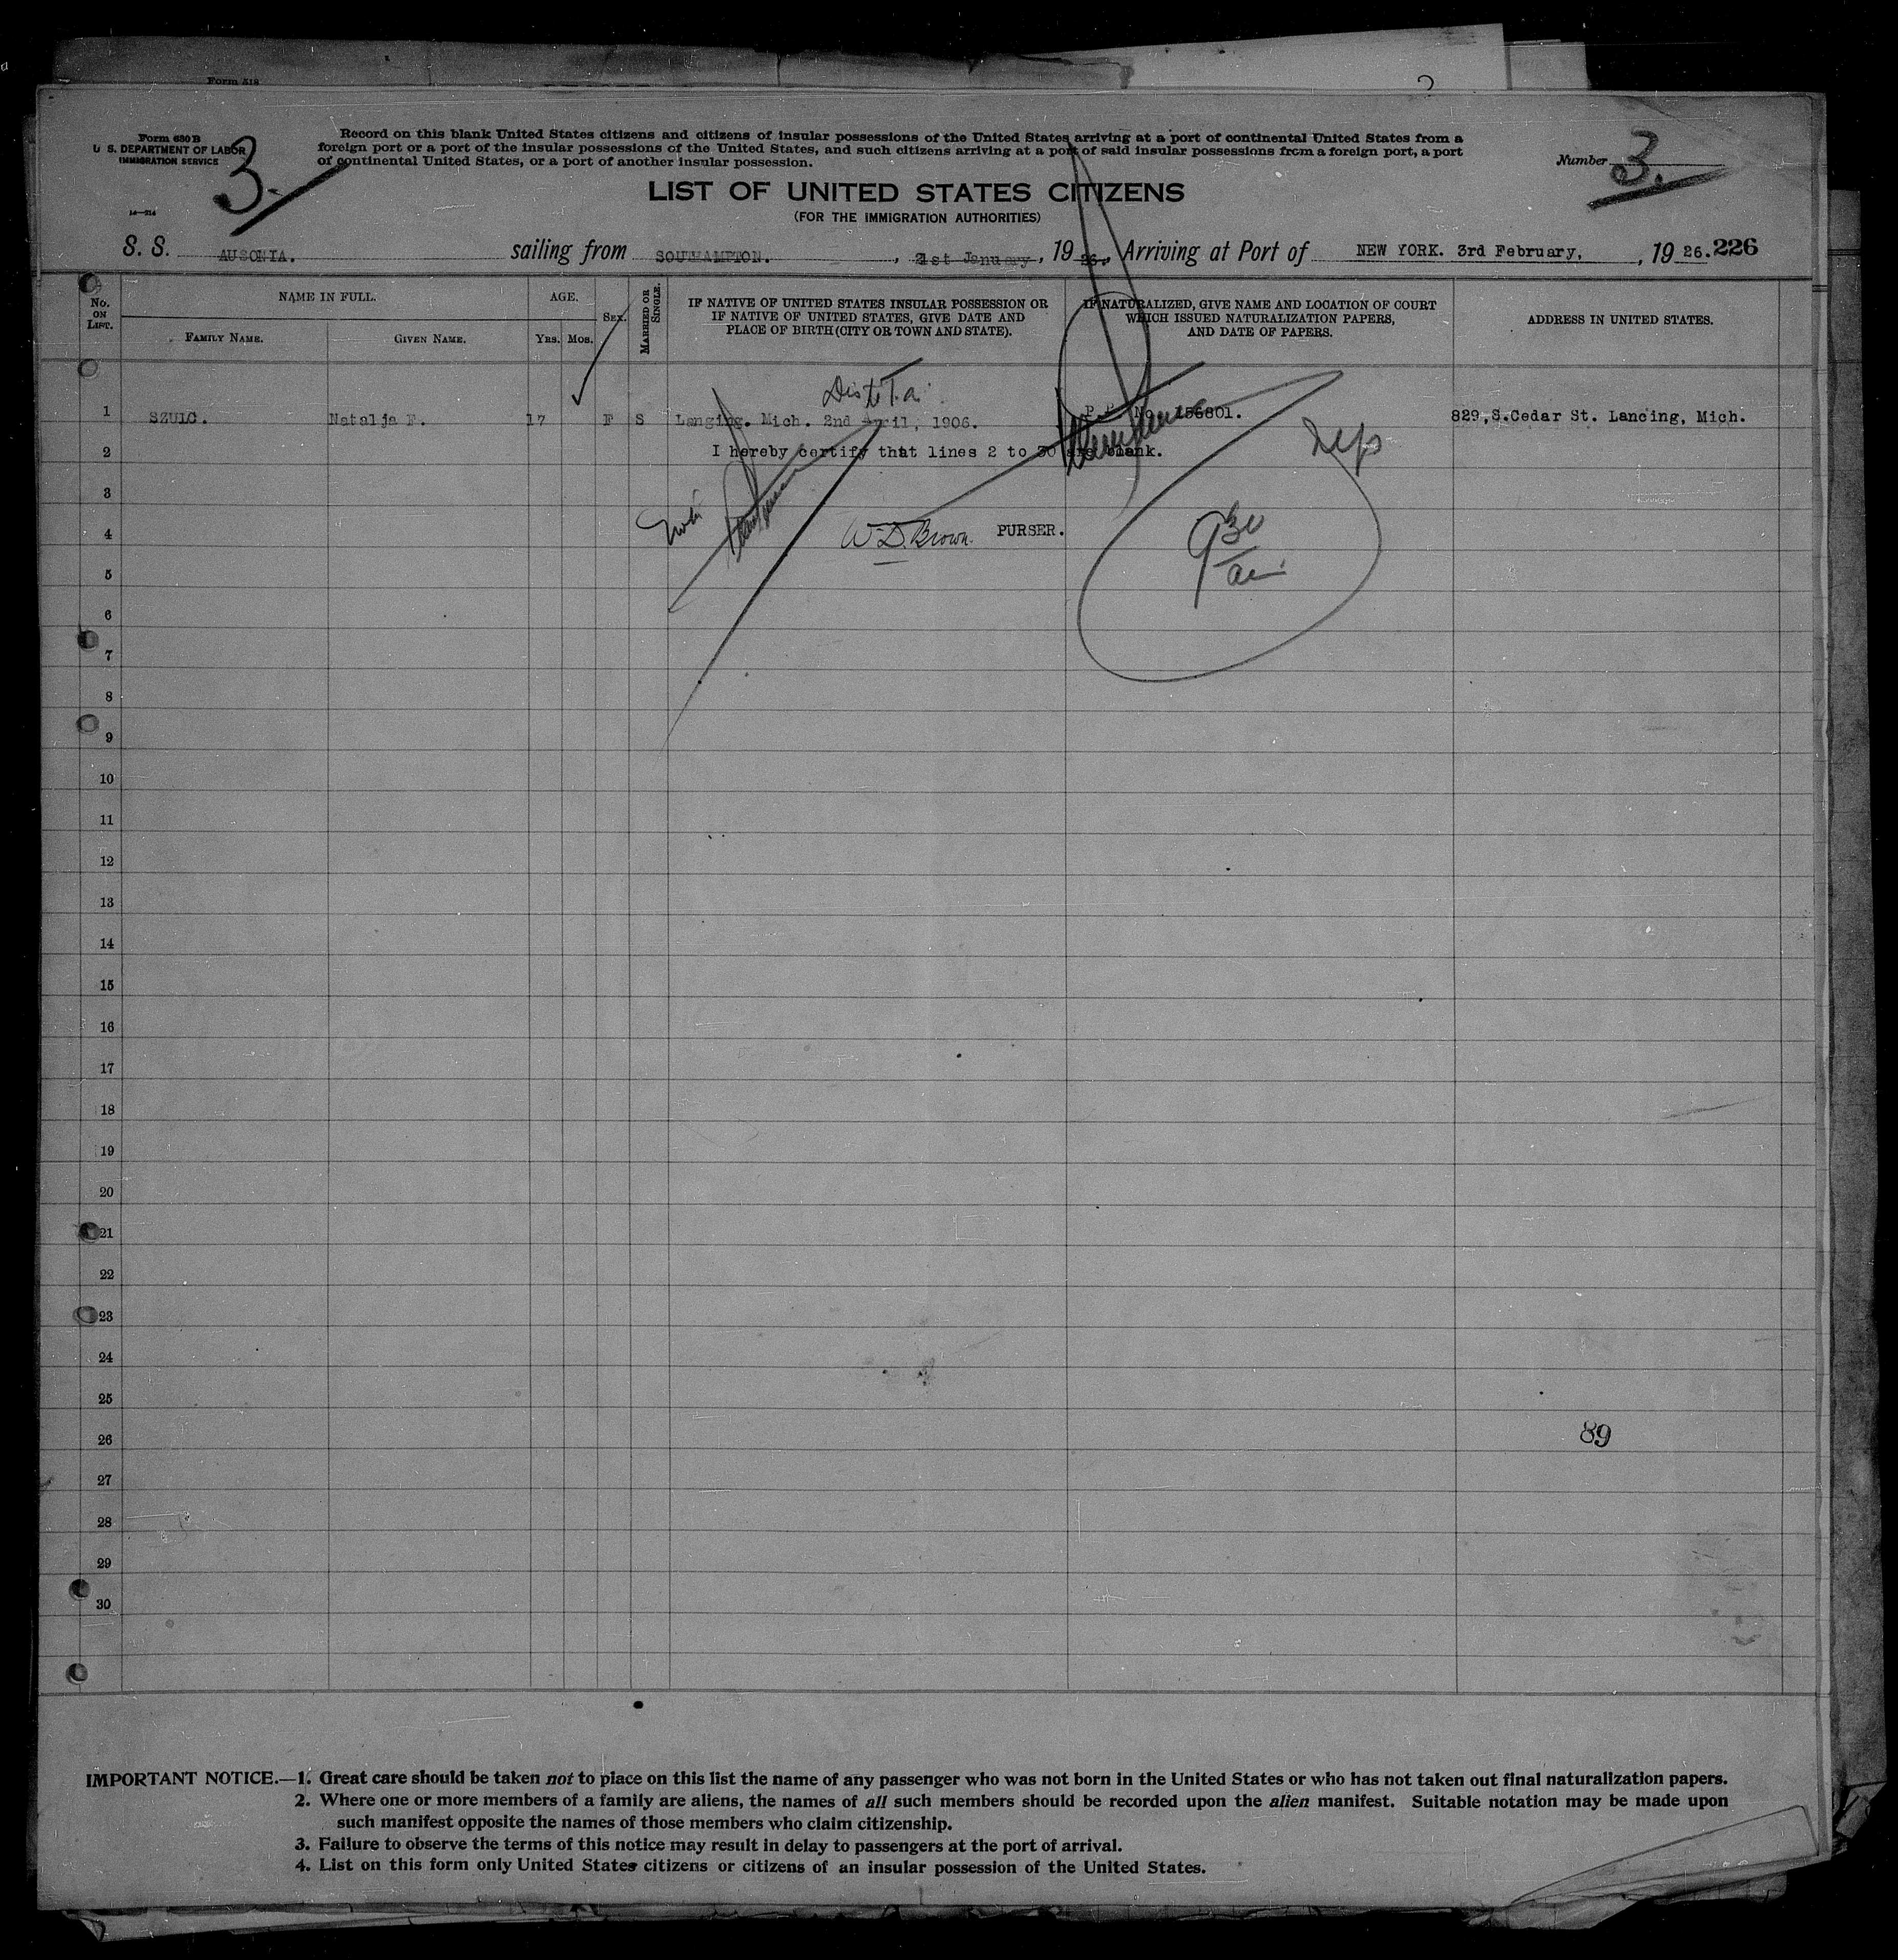 Form 518
Form 630 B
U. S. DEPARTMENT OF LABOR
IMMIGRATION SERVICE
3.
14—214
Record on this blank United States citizens and citizens of insular possessions of the United States arriving at a port of continental United States from a
foreign port or a port of the insular possessions of the United States, and such citizens arriving at a port of said insular possessions from a foreign port, a port
of continental United States, or a port of another insular possession.
Number 3.
LIST OF UNITED STATES CITIZENS
(FOR THE IMMIGRATION AUTHORITIES)
S. S. AUSONIA. sailing from SOUTHAMPTON. , 21st January , 19 26. , Arriving at Port of NEW YORK. 3rd February, , 19 26. 226
No. ON LIST.
NAME IN FULL.
FAMILY NAME.
GIVEN NAME.
AGE.
YRS. MOS.
SEX.
MARRIED OR SINGLE.
IF NATIVE OF UNITED STATES INSULAR POSSESSION OR
IF NATIVE OF UNITED STATES, GIVE DATE AND
PLACE OF BIRTH (CITY OR TOWN AND STATE).
IF NATURALIZED, GIVE NAME AND LOCATION OF COURT
WHICH ISSUED NATURALIZATION PAPERS,
AND DATE OF PAPERS.
ADDRESS IN UNITED STATES.
1 SZUIC. Natalja F. 17 F S Lansing. Mich. 2nd April, 1906. P.P. No. 156801. 829,S.Cedar St. Lancing, Mich.
2 I hereby certify that lines 2 to 30 are blank.
3
4 W D. Brown. PURSER.
9 30
5
6
7
8
9
10
11
12
13
14
15
16
17
18
19
20
21
22
23
24
25
26 89
27
28
29
30
IMPORTANT NOTICE.—1. Great care should be taken not to place on this list the name of any passenger who was not born in the United States or who has not taken out final naturalization papers.
2. Where one or more members of a family are aliens, the names of all such members should be recorded upon the alien manifest. Suitable notation may be made upon
such manifest opposite the names of those members who claim citizenship.
3. Failure to observe the terms of this notice may result in delay to passengers at the port of arrival.
4. List on this form only United States citizens or citizens of an insular possession of the United States.